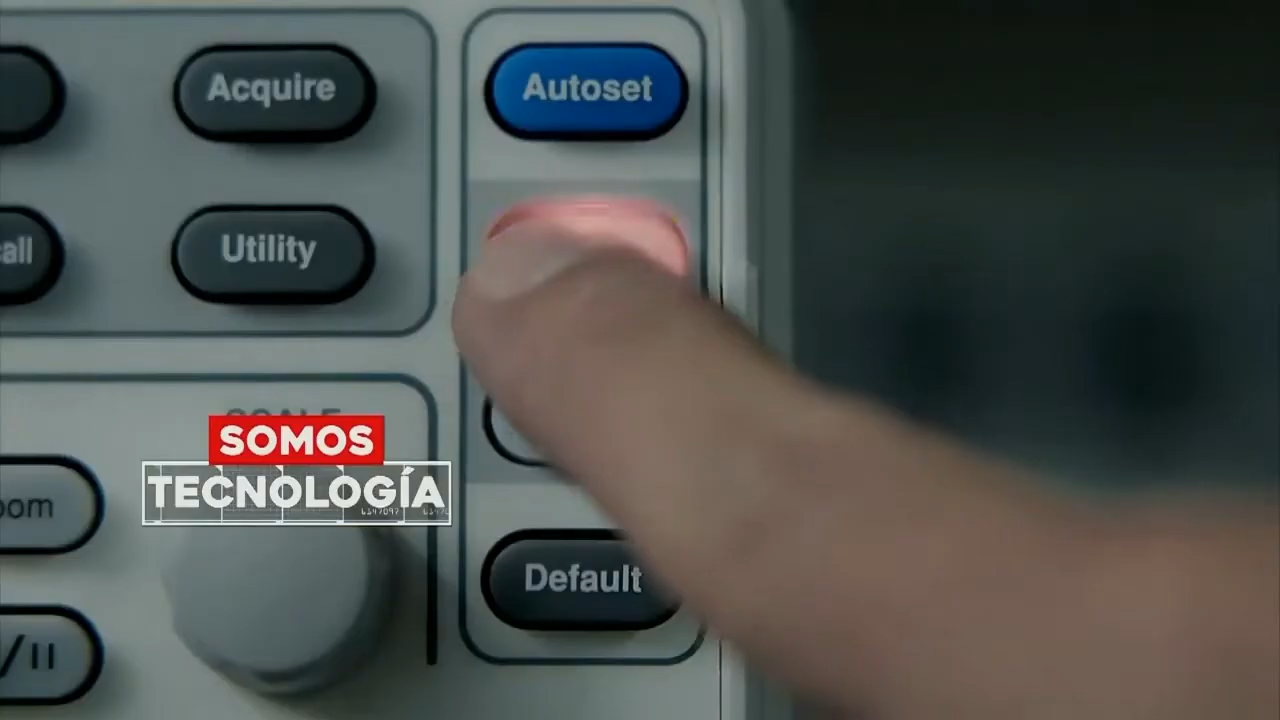 Acquire
Autoset
Utility
SOMOS
TECNOLOGÍA
Default